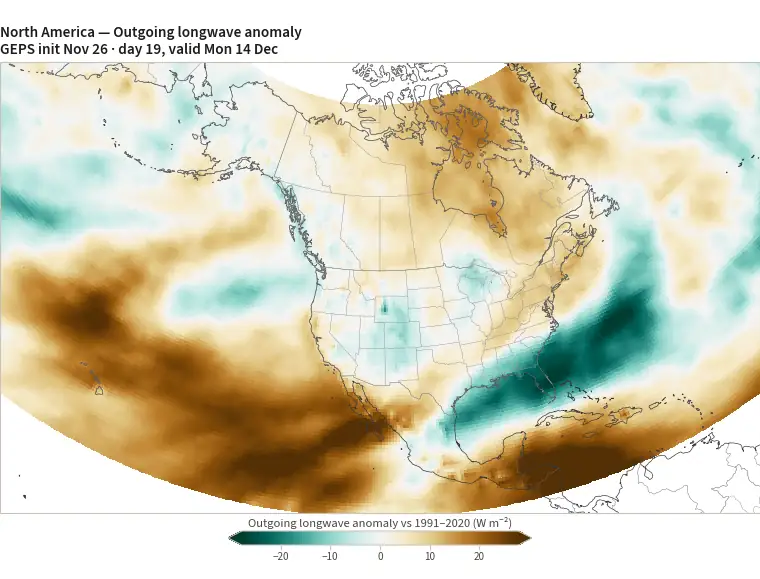 North America — Outgoing longwave anomaly
GEPS init Nov 26 · day 19, valid Mon 14 Dec
Outgoing longwave anomaly vs 1991–2020 (W m⁻²)
−20 −10 0 10 20